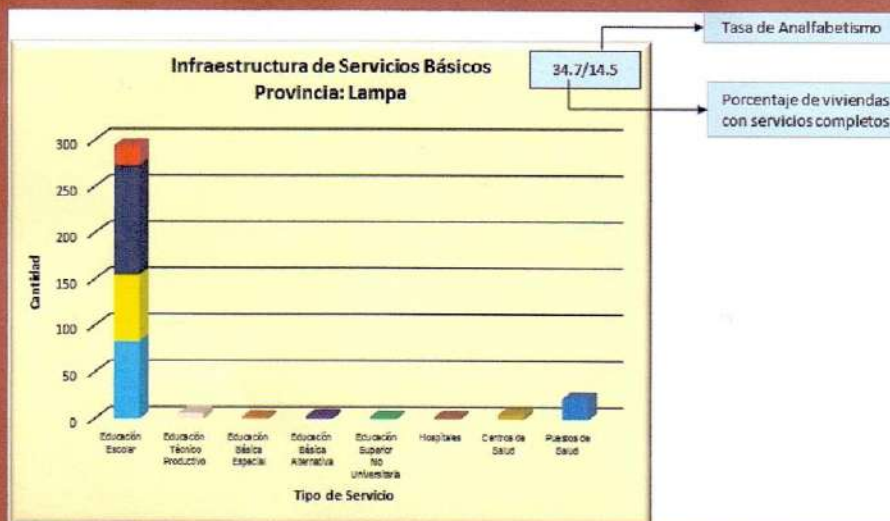 Tasa de Analfabetismo
Infraestructura de Servicios Básicos
Provincia: Lampa
34.7/14.5
Porcentaje de viviendas
con servicios completos
300
250
200
150
100
50
0
Cantidad
Educación
Escolar
Educación
Técnico
Productivo
Educación
Básica
Especial
Educación
Básica
Alternativa
Educación
Superior
No
Universitaria
Hospitales
Centros de
Salud
Puestos de
Salud
Tipo de Servicio